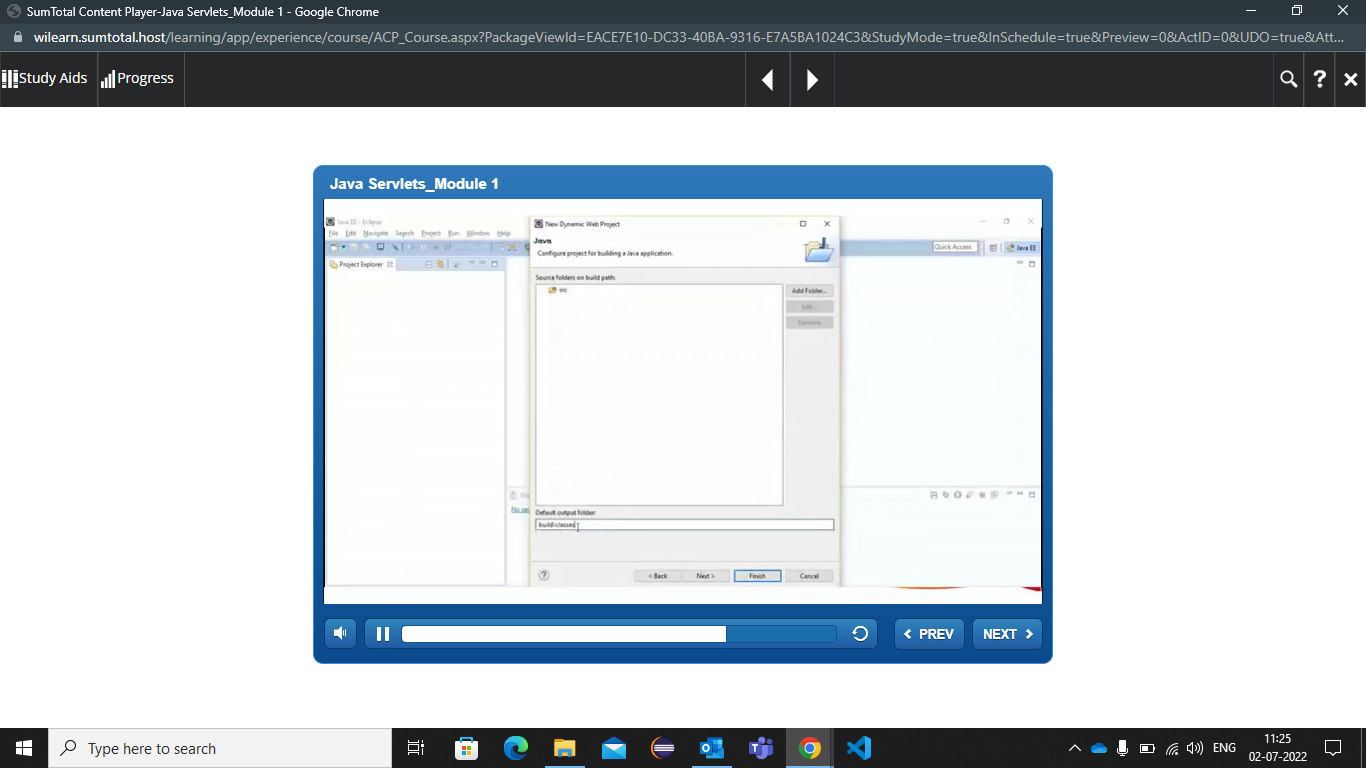 SumTotal Content Player-Java Servlets_Module 1 - Google Chrome
wilearn.sumtotal.host/learning/app/experience/course/ACP_Course.aspx?PackageViewId=EACE7E10-DC33-40BA-9316-E7A5BA1024C3&StudyMode=true&InSchedule=true&Preview=0&ActID=0&UDO=true&Att...
Study Aids Progress
Java Servlets_Module 1
Java EE - Eclipse
File Edit Navigate Search Project Run Window Help
New Dynamic Web Project
Java
Configure project for building a Java application.
Quick Access Java EE
Project Explorer
Source folders on build path:
src
Add Folder...
Edit...
Remove
Default output folder:
build\classes
< Back Next > Finish Cancel
PREV NEXT
Type here to search
ENG
11:25
02-07-2022